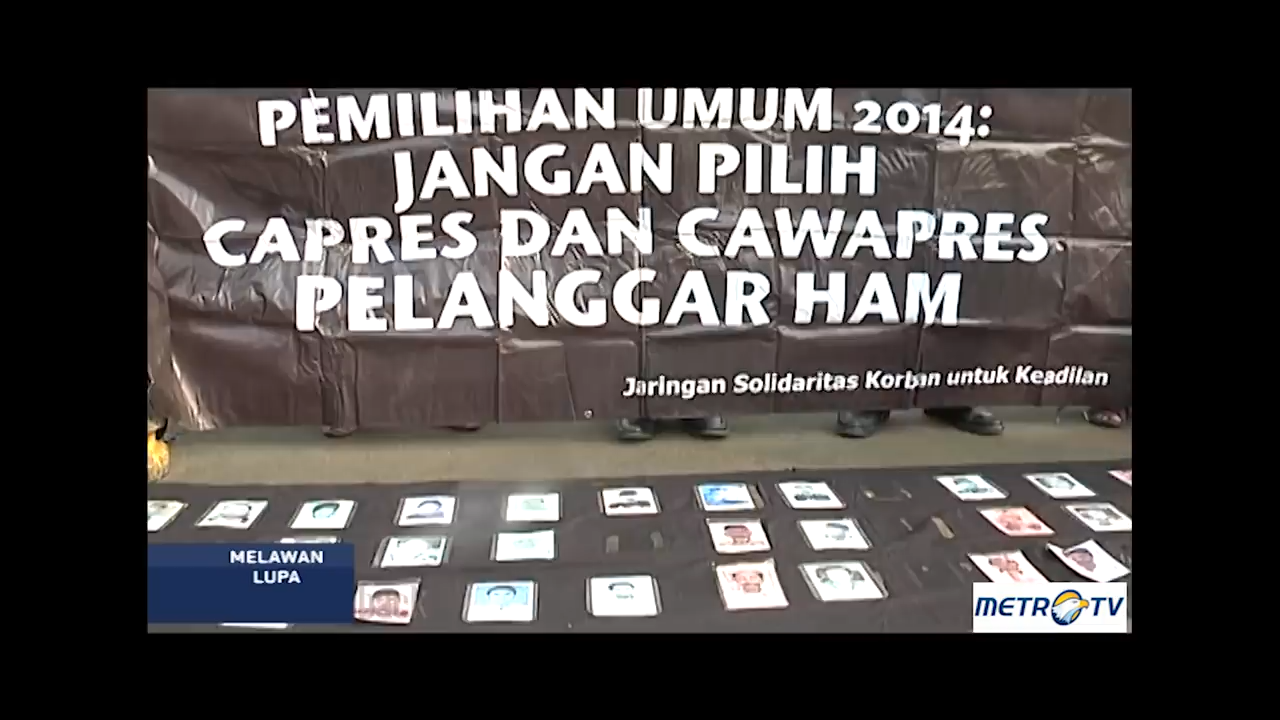 PEMILIHAN UMUM 2014:
JANGAN PILIH
CAPRES DAN CAWAPRES
PELANGGAR HAM
Jaringan Solidaritas Korban untuk Keadilan
MELAWAN
LUPA
METRO TV